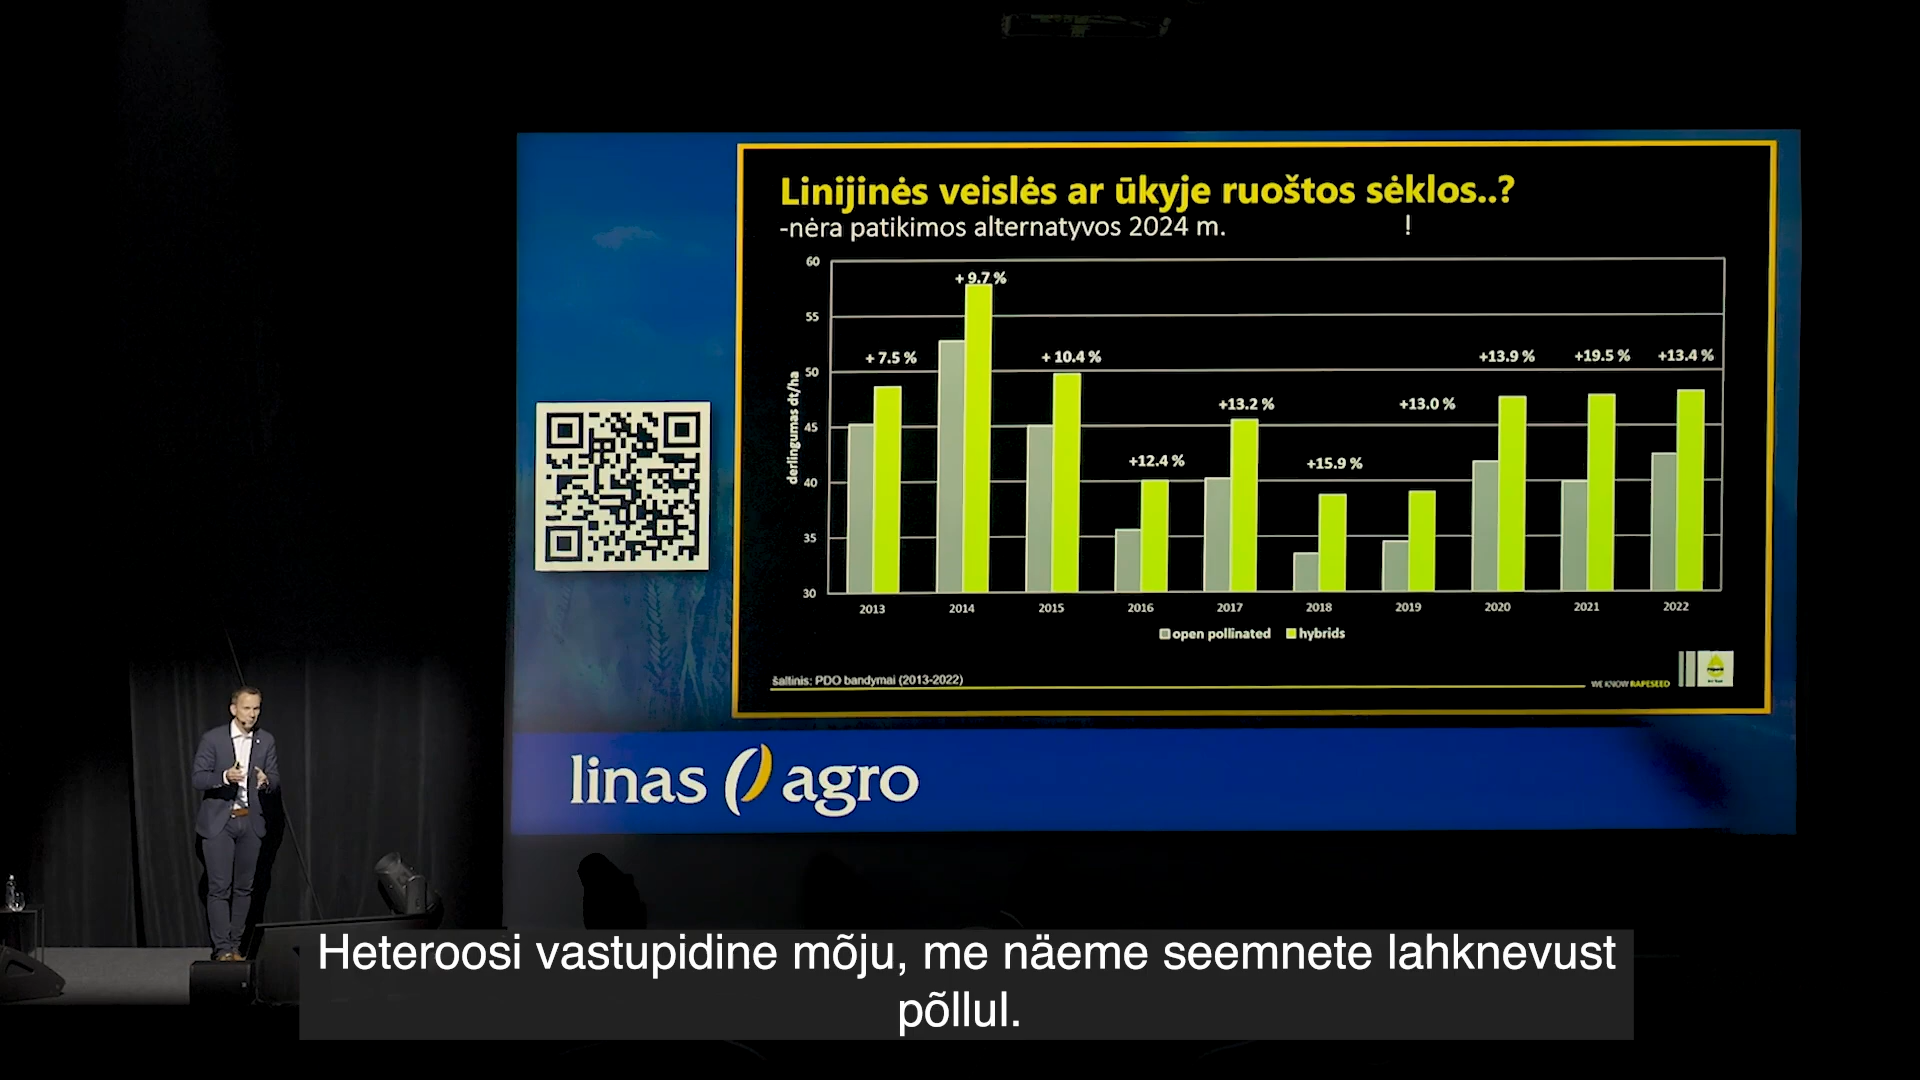 Linijinės veislės ar ūkyje ruoštos sėklos..?
-nėra patikimos alternatyvos 2024 m. !
derlingumas dt/ha
60
55
50
45
40
35
30
+ 7.5 %
+ 9.7 %
+ 10.4 %
+12.4 %
+13.2 %
+15.9 %
+13.0 %
+13.9 %
+19.5 %
+13.4 %
2013 2014 2015 2016 2017 2018 2019 2020 2021 2022
open pollinated hybrids
šaltinis: PDO bandymai (2013-2022)
WE KNOW RAPESEED
linas agro
Heteroosi vastupidine mõju, me näeme seemnete lahknevust
põllul.